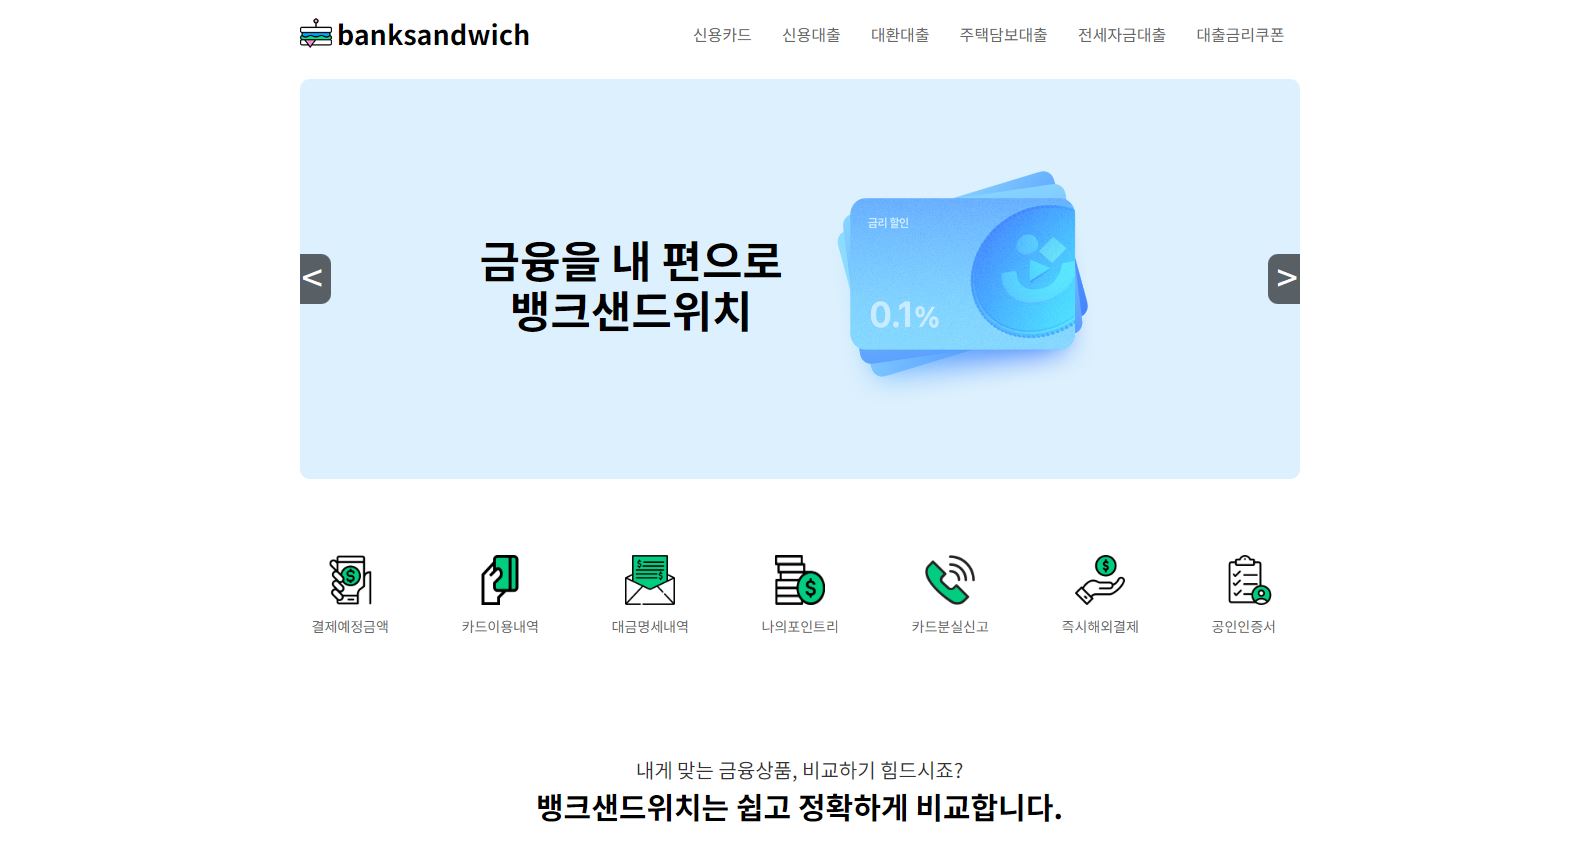 banksandwich
신용카드 신용대출 대환대출 주택담보대출 전세자금대출 대출금리쿠폰
금융을 내 편으로
뱅크샌드위치
금리 할인
0.1%
<
>
결제예정금액 카드이용내역 대금명세내역 나의포인트리 카드분실신고 즉시해외결제 공인인증서
내게 맞는 금융상품, 비교하기 힘드시죠?
뱅크샌드위치는 쉽고 정확하게 비교합니다.